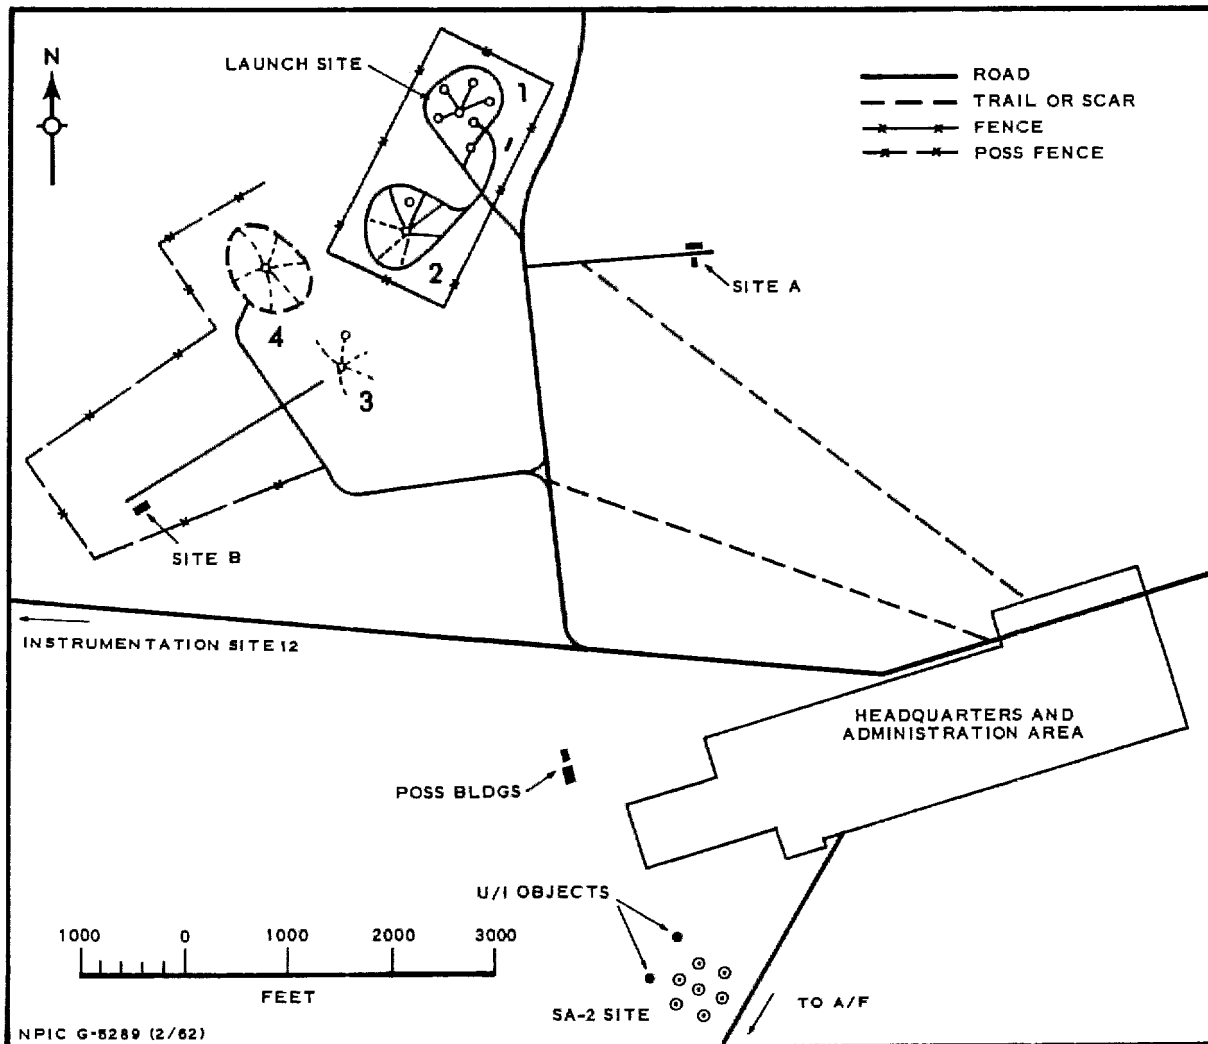 N
LAUNCH SITE
1
2
3
4
ROAD
TRAIL OR SCAR
FENCE
POSS FENCE
SITE A
SITE B
INSTRUMENTATION SITE 12
HEADQUARTERS AND
ADMINISTRATION AREA
POSS BLDGS
U/I OBJECTS
1000 0 1000 2000 3000
FEET
SA-2 SITE
TO A/F
NPIC G-5289 (2/62)